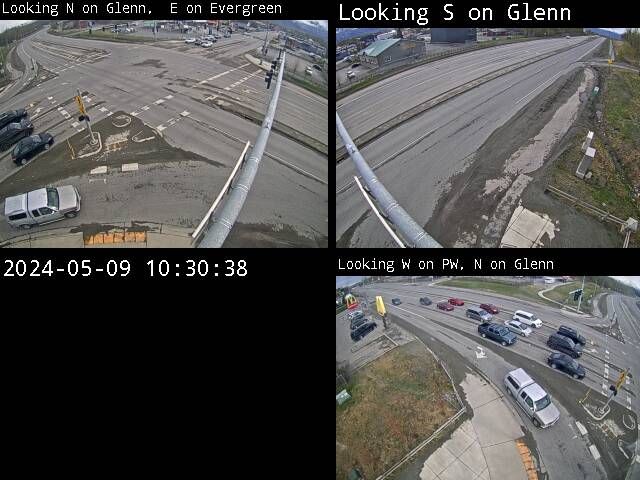 Looking N on Glenn,  E on Evergreen
Looking S on Glenn
2024-05-09 10:30:38
Looking W on PW, N on Glenn